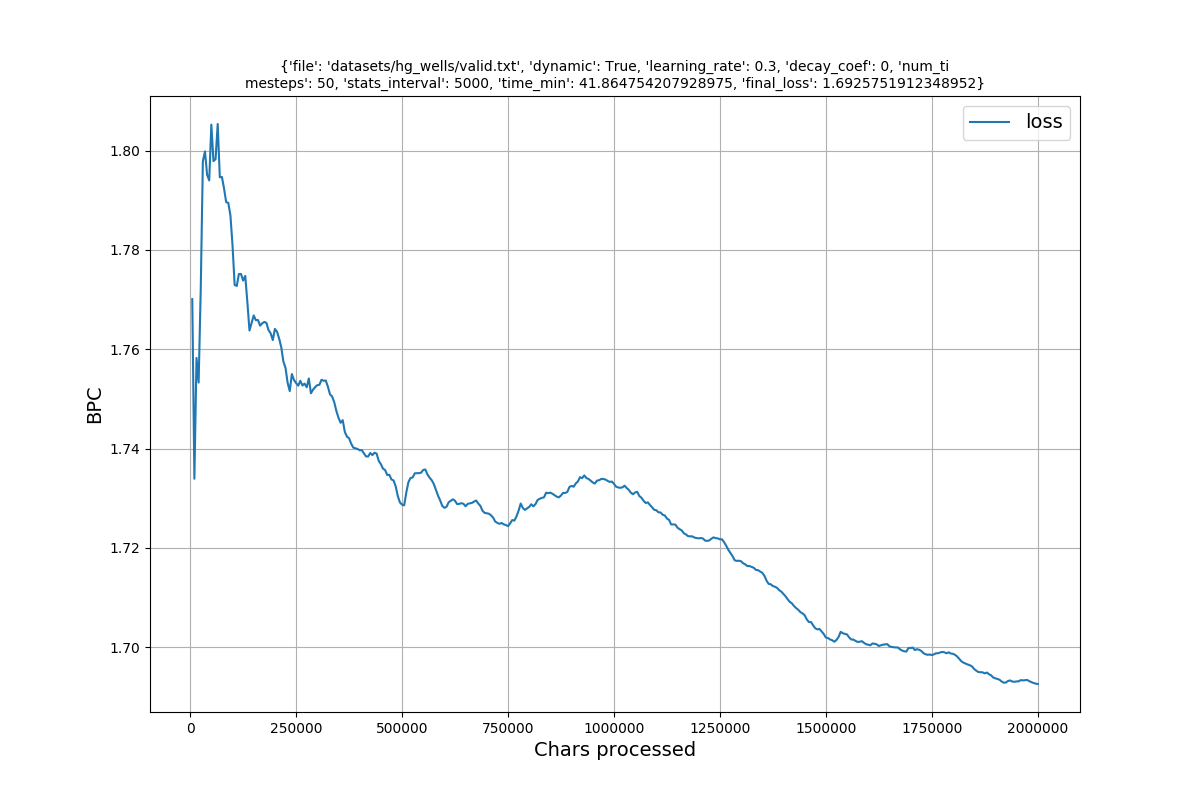 {'file': 'datasets/hg_wells/valid.txt', 'dynamic': True, 'learning_rate': 0.3, 'decay_coef': 0, 'num_ti
mesteps': 50, 'stats_interval': 5000, 'time_min': 41.864754207928975, 'final_loss': 1.6925751912348952}
loss
1.80
1.78
1.76
1.74
1.72
1.70
BPC
0 250000 500000 750000 1000000 1250000 1500000 1750000 2000000
Chars processed